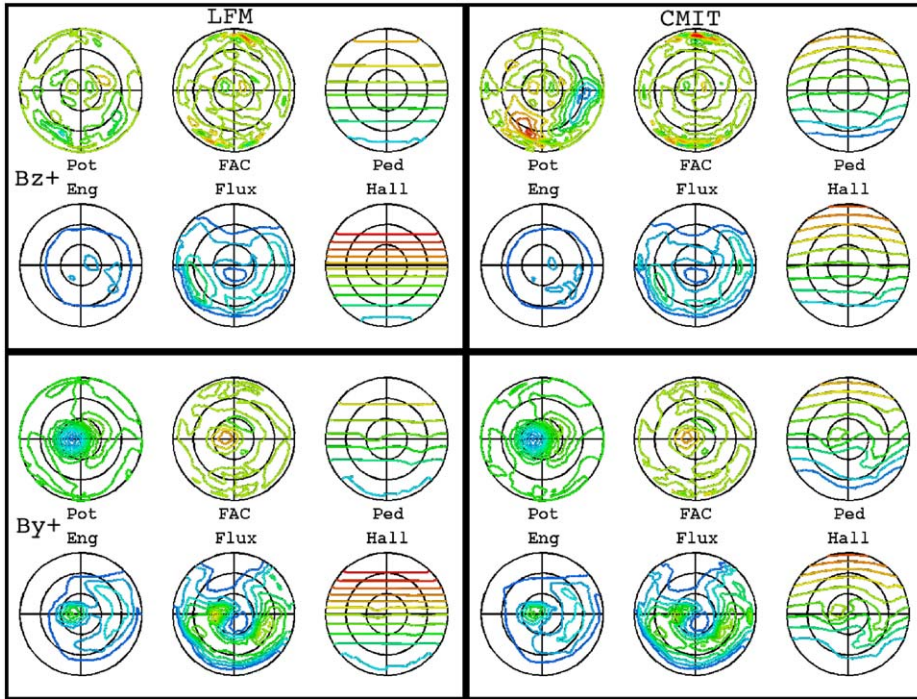 LFM CMIT
Pot FAC Ped Pot FAC Ped
Bz+
Eng Flux Hall Eng Flux Hall
Pot FAC Ped Pot FAC Ped
By+
Eng Flux Hall Eng Flux Hall